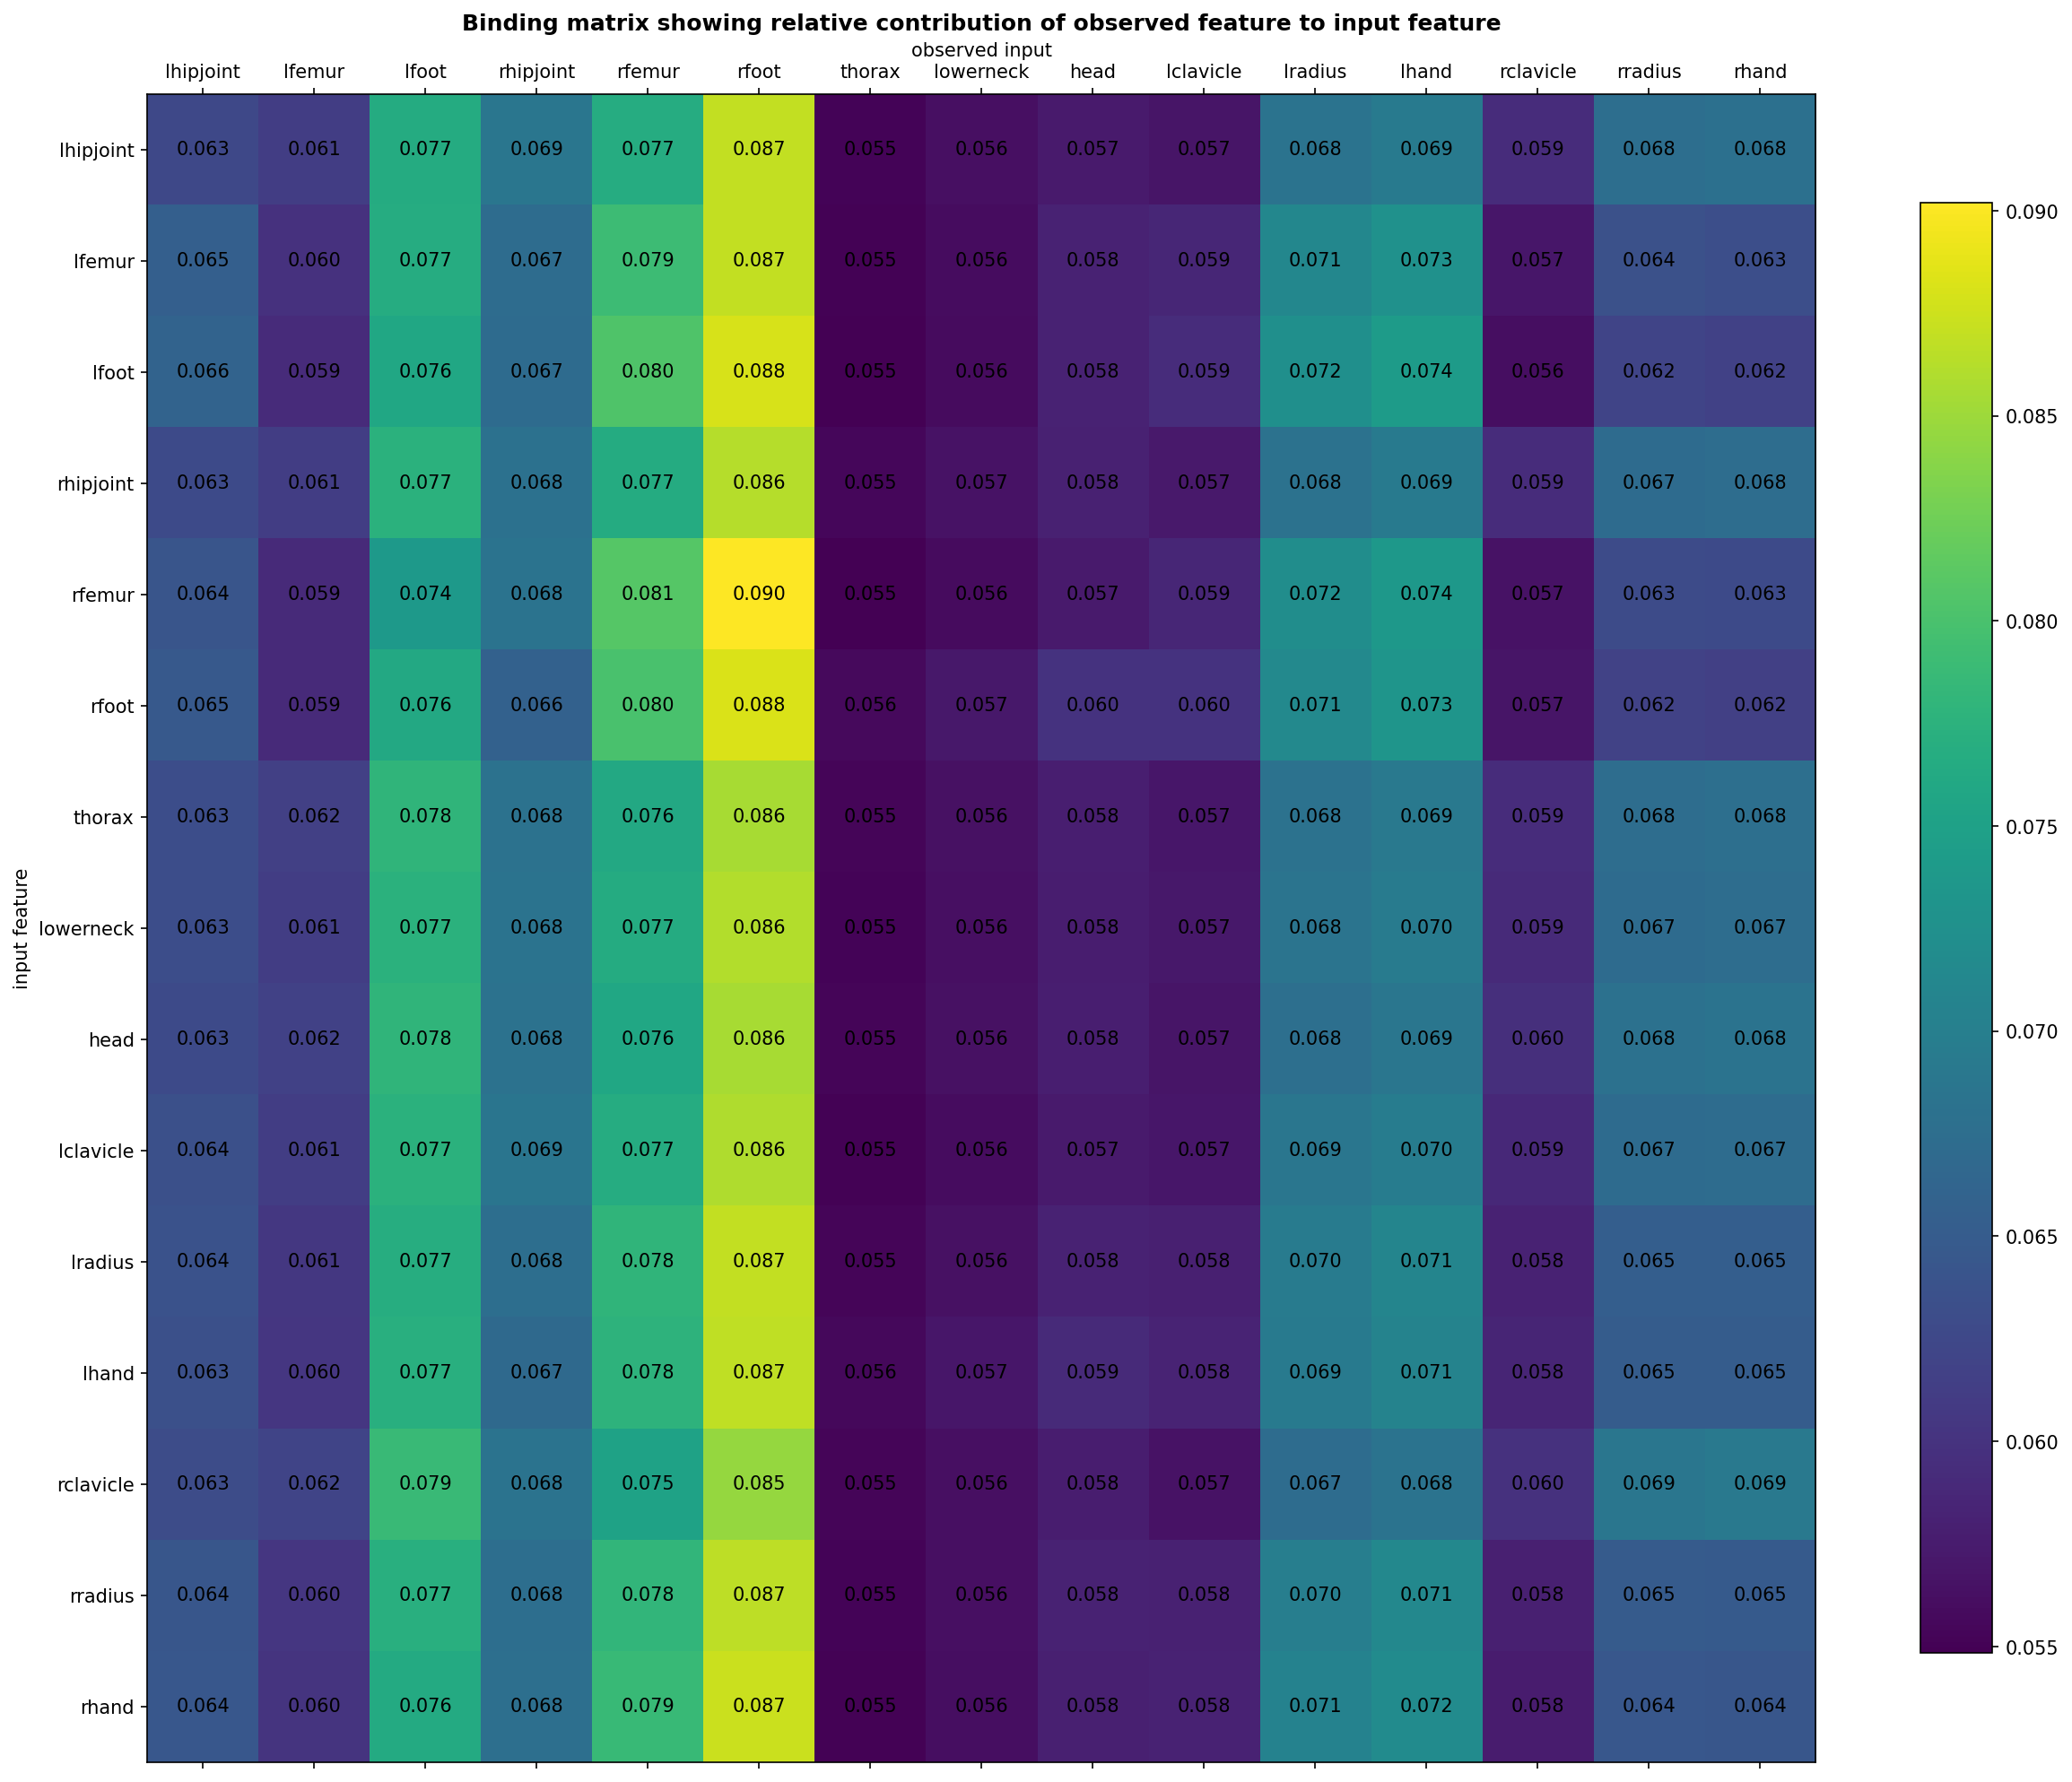 Binding matrix showing relative contribution of observed feature to input feature
observed input
lhipjoint lfemur lfoot rhipjoint rfemur rfoot thorax lowerneck head lclavicle lradius lhand rclavicle rradius rhand
lhipjoint 0.063 0.061 0.077 0.069 0.077 0.087 0.055 0.056 0.057 0.057 0.068 0.069 0.059 0.068 0.068
lfemur 0.065 0.060 0.077 0.067 0.079 0.087 0.055 0.056 0.058 0.059 0.071 0.073 0.057 0.064 0.063
lfoot 0.066 0.059 0.076 0.067 0.080 0.088 0.055 0.056 0.058 0.059 0.072 0.074 0.056 0.062 0.062
rhipjoint 0.063 0.061 0.077 0.068 0.077 0.086 0.055 0.057 0.058 0.057 0.068 0.069 0.059 0.067 0.068
rfemur 0.064 0.059 0.074 0.068 0.081 0.090 0.055 0.056 0.057 0.059 0.072 0.074 0.057 0.063 0.063
rfoot 0.065 0.059 0.076 0.066 0.080 0.088 0.056 0.057 0.060 0.060 0.071 0.073 0.057 0.062 0.062
thorax 0.063 0.062 0.078 0.068 0.076 0.086 0.055 0.056 0.058 0.057 0.068 0.069 0.059 0.068 0.068
lowerneck 0.063 0.061 0.077 0.068 0.077 0.086 0.055 0.056 0.058 0.057 0.068 0.070 0.059 0.067 0.067
head 0.063 0.062 0.078 0.068 0.076 0.086 0.055 0.056 0.058 0.057 0.068 0.069 0.060 0.068 0.068
lclavicle 0.064 0.061 0.077 0.069 0.077 0.086 0.055 0.056 0.057 0.057 0.069 0.070 0.059 0.067 0.067
lradius 0.064 0.061 0.077 0.068 0.078 0.087 0.055 0.056 0.058 0.058 0.070 0.071 0.058 0.065 0.065
lhand 0.063 0.060 0.077 0.067 0.078 0.087 0.056 0.057 0.059 0.058 0.069 0.071 0.058 0.065 0.065
rclavicle 0.063 0.062 0.079 0.068 0.075 0.085 0.055 0.056 0.058 0.057 0.067 0.068 0.060 0.069 0.069
rradius 0.064 0.060 0.077 0.068 0.078 0.087 0.055 0.056 0.058 0.058 0.070 0.071 0.058 0.065 0.065
rhand 0.064 0.060 0.076 0.068 0.079 0.087 0.055 0.056 0.058 0.058 0.071 0.072 0.058 0.064 0.064
input feature
0.090
0.085
0.080
0.075
0.070
0.065
0.060
0.055